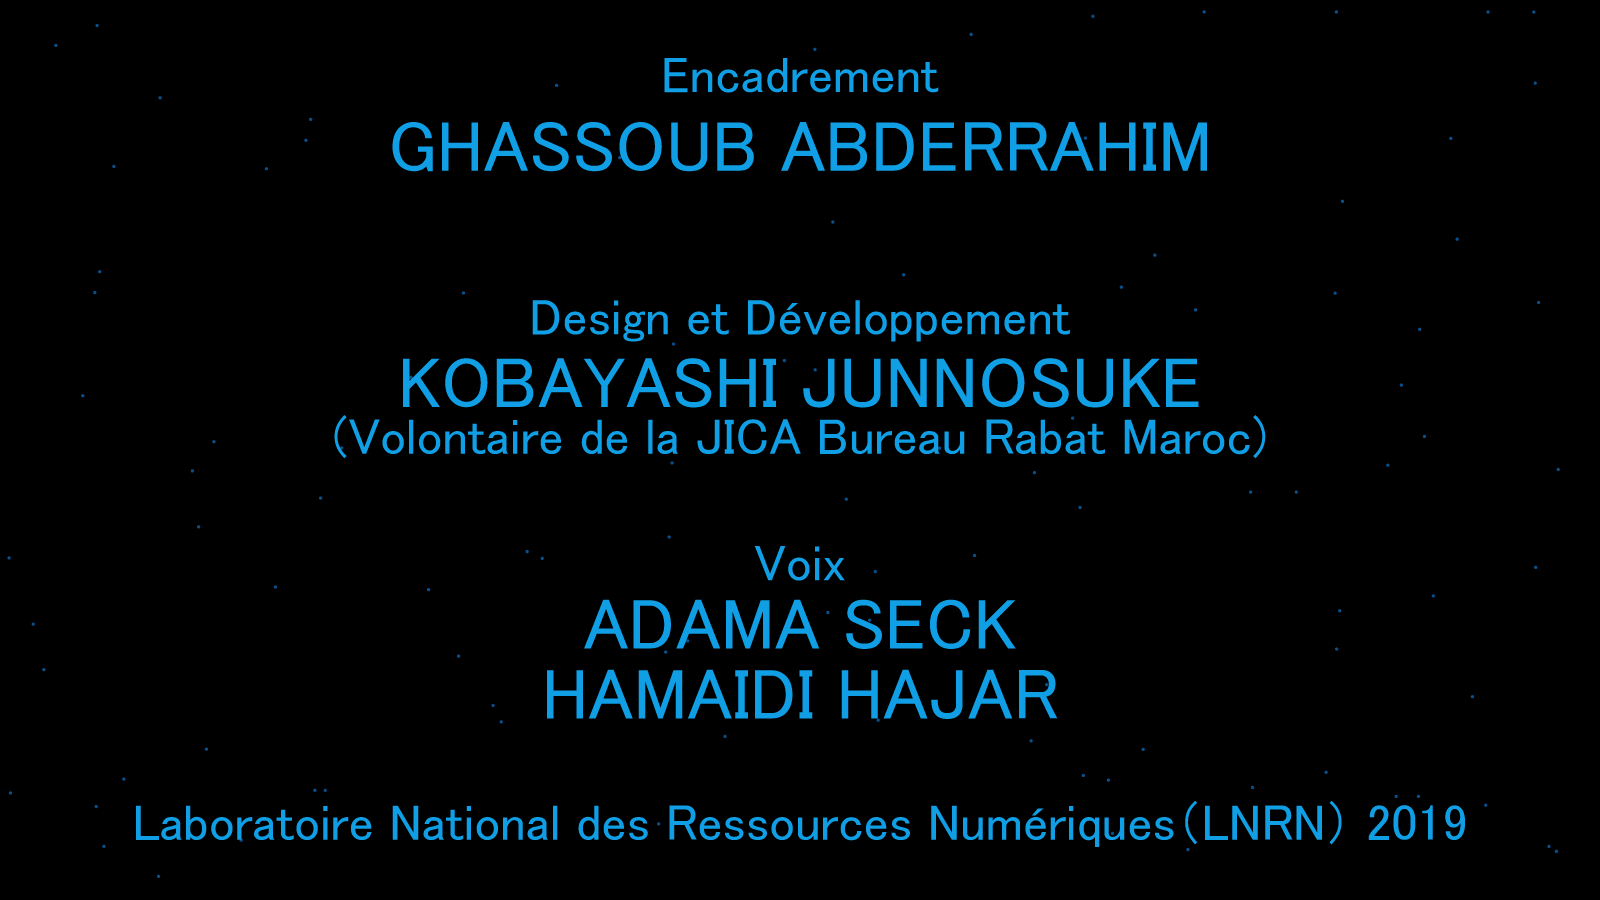 Encadrement
GHASSOUB ABDERRAHIM
Design et Développement
KOBAYASHI JUNNOSUKE
(Volontaire de la JICA Bureau Rabat Maroc)
Voix
ADAMA SECK
HAMAIDI HAJAR
Laboratoire National des Ressources Numériques(LNRN) 2019